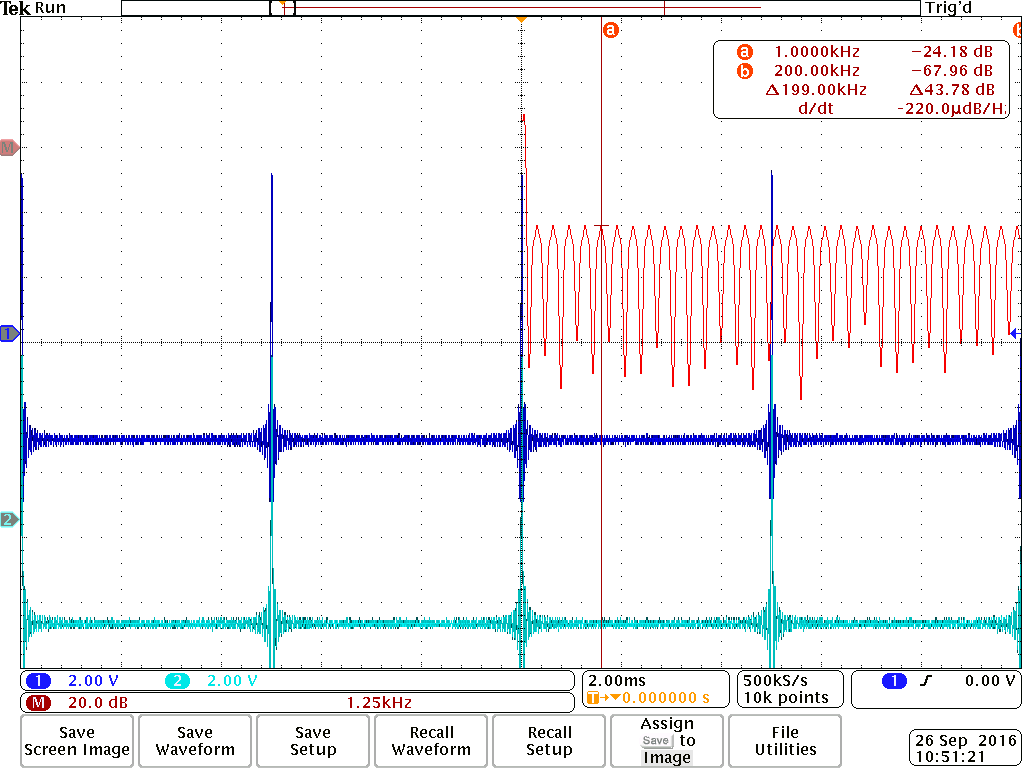 Tek Run Trig'd
a
b
a 1.0000kHz −24.18 dB
b 200.00kHz −67.96 dB
Δ199.00kHz Δ43.78 dB
d/dt -220.0µdB/Hz
M
1
2
1 2.00 V 2 2.00 V
M 20.0 dB 1.25kHz
2.00ms
T→▼0.000000 s
500kS/s
10k points
1 ƒ 0.00 V
Save
Screen Image
Save
Waveform
Save
Setup
Recall
Waveform
Recall
Setup
Assign
Save to
Image
File
Utilities
26 Sep 2016
10:51:21